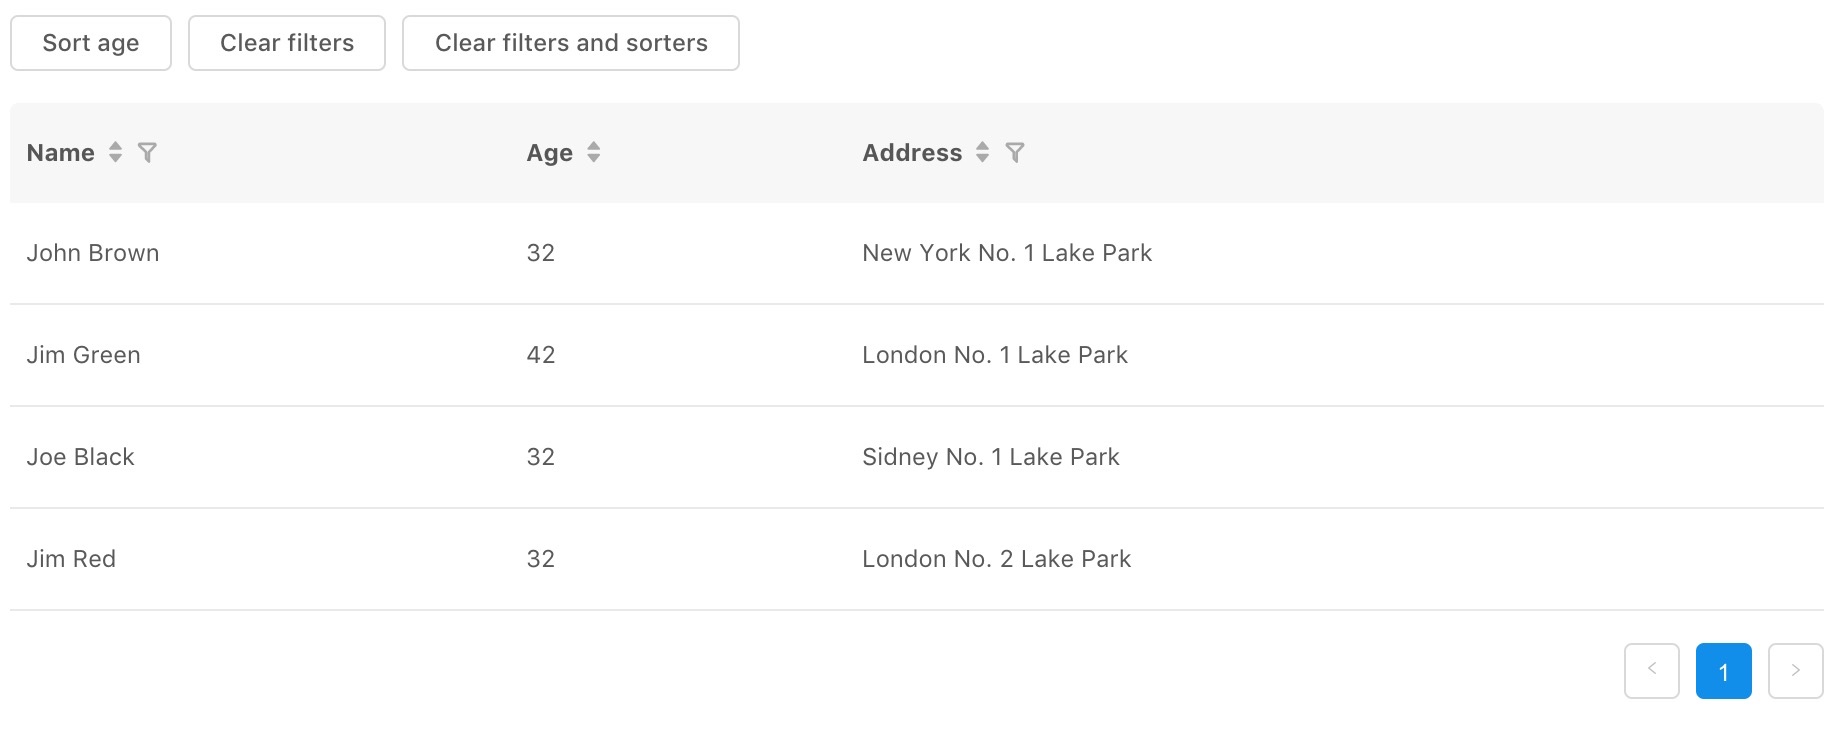 Sort age Clear filters Clear filters and sorters
Name Age Address
John Brown 32 New York No. 1 Lake Park
Jim Green 42 London No. 1 Lake Park
Joe Black 32 Sidney No. 1 Lake Park
Jim Red 32 London No. 2 Lake Park
1